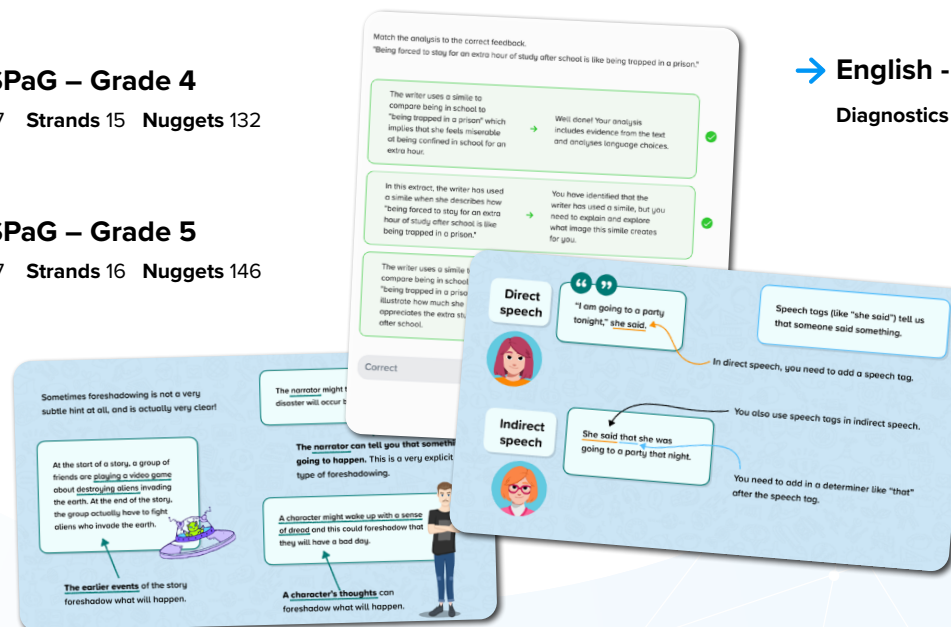 SPaG – Grade 4
7 Strands 15 Nuggets 132
SPaG – Grade 5
7 Strands 16 Nuggets 146
Match the analysis to the correct feedback.
"Being forced to stay for an extra hour of study after school is like being trapped in a prison."
The writer uses a simile to
compare being in school to
"being trapped in a prison" which
implies that she feels miserable
at being confined in school for an
extra hour.
Well done! Your analysis
includes evidence from the text
and analyses language choices.
In this extract, the writer has used
a simile when she describes how
"being forced to stay for an extra
hour of study after school is like
being trapped in a prison."
You have identified that the
writer has used a simile, but you
need to explain and explore
what image this simile creates
for you.
The writer uses a simile
compare being in school
"being trapped in a
illustrate how much she
appreciates the extra
after school.
Correct
English -
Diagnostics
Direct
speech
"I am going to a party
tonight," she said.
Speech tags (like "she said") tell us
that someone said something.
In direct speech, you need to add a speech tag.
Indirect
speech
She said that she was
going to a party that night.
You also use speech tags in indirect speech.
You need to add in a determiner like "that"
after the speech tag.
Sometimes foreshadowing is not a very
subtle hint at all, and is actually very clear!
At the start of a story, a group of
friends are playing a video game
about destroying aliens invading
the earth. At the end of the story,
the group actually have to fight
aliens who invade the earth.
The earlier events of the story
foreshadow what will happen.
The narrator might
disaster will occur
The narrator can tell you that
going to happen. This is a very explicit
type of foreshadowing.
A character might wake up with a sense
of dread and this could foreshadow that
they will have a bad day.
A character's thoughts can
foreshadow what will happen.